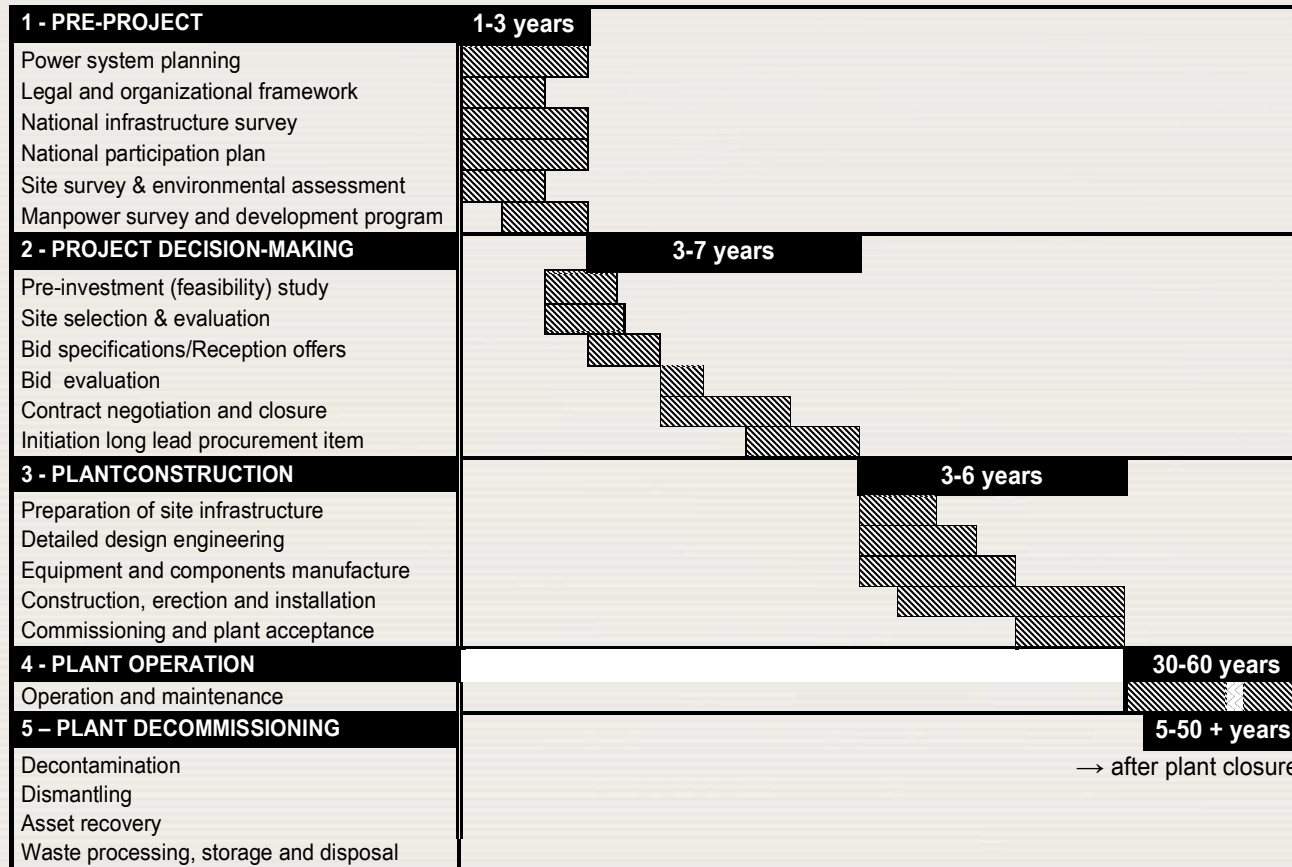 1 - PRE-PROJECT 1-3 years
Power system planning
Legal and organizational framework
National infrastructure survey
National participation plan
Site survey & environmental assessment
Manpower survey and development program
2 - PROJECT DECISION-MAKING 3-7 years
Pre-investment (feasibility) study
Site selection & evaluation
Bid specifications/Reception offers
Bid evaluation
Contract negotiation and closure
Initiation long lead procurement item
3 - PLANTCONSTRUCTION 3-6 years
Preparation of site infrastructure
Detailed design engineering
Equipment and components manufacture
Construction, erection and installation
Commissioning and plant acceptance
4 - PLANT OPERATION 30-60 years
Operation and maintenance
5 – PLANT DECOMMISSIONING 5-50 + years
Decontamination → after plant closure
Dismantling
Asset recovery
Waste processing, storage and disposal